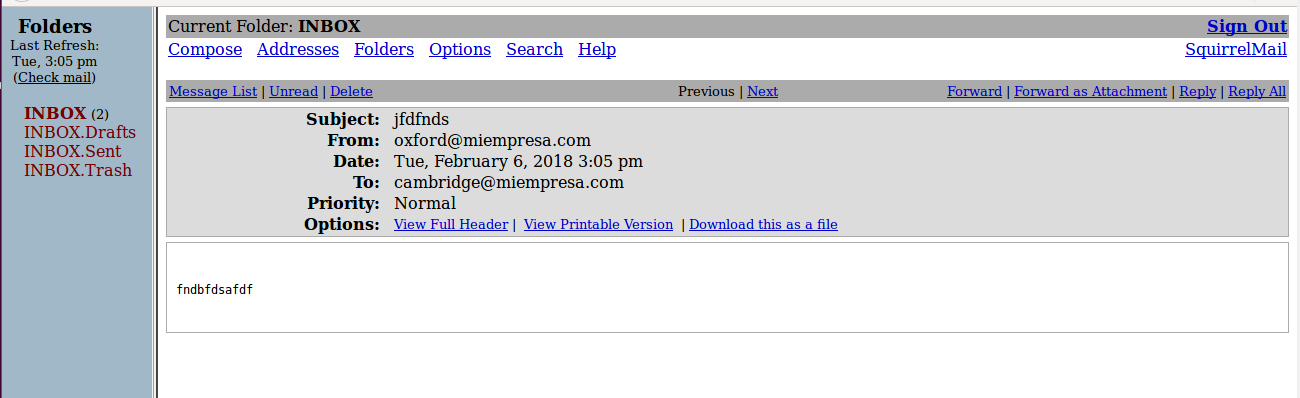 Folders
Last Refresh:
Tue, 3:05 pm
(Check mail)
INBOX (2)
INBOX.Drafts
INBOX.Sent
INBOX.Trash
Current Folder: INBOX Sign Out
Compose Addresses Folders Options Search Help SquirrelMail
Message List | Unread | Delete Previous | Next Forward | Forward as Attachment | Reply | Reply All
Subject: jfdfnds
From: oxford@miempresa.com
Date: Tue, February 6, 2018 3:05 pm
To: cambridge@miempresa.com
Priority: Normal
Options: View Full Header | View Printable Version | Download this as a file
fndbfdsafdf